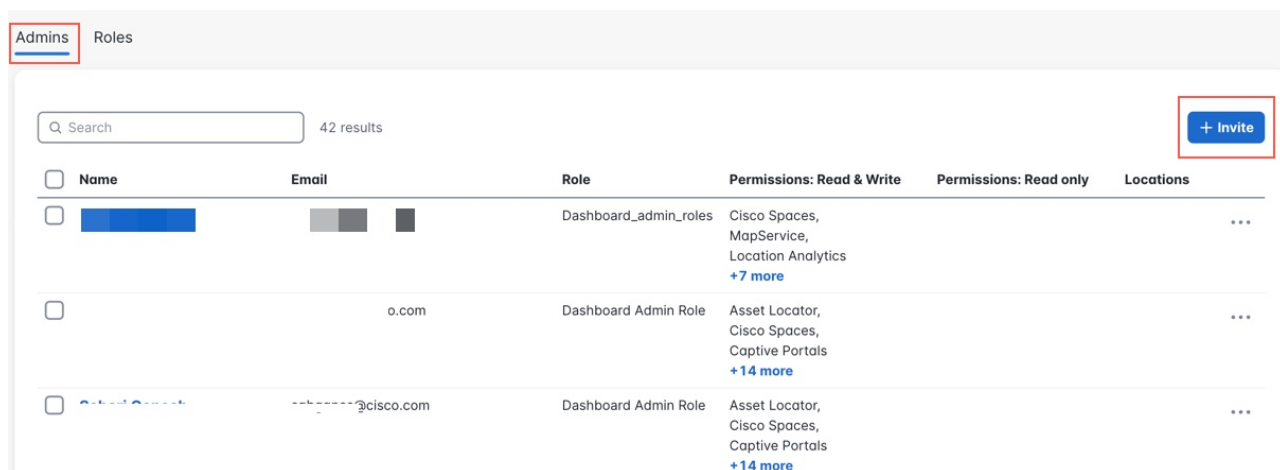 Admins Roles
Search 42 results + Invite
Name Email Role Permissions: Read & Write Permissions: Read only Locations
Dashboard_admin_roles Cisco Spaces,
MapService,
Location Analytics
+7 more
o.com Dashboard Admin Role Asset Locator,
Cisco Spaces,
Captive Portals
+14 more
@cisco.com Dashboard Admin Role Asset Locator,
Cisco Spaces,
Captive Portals
+14 more